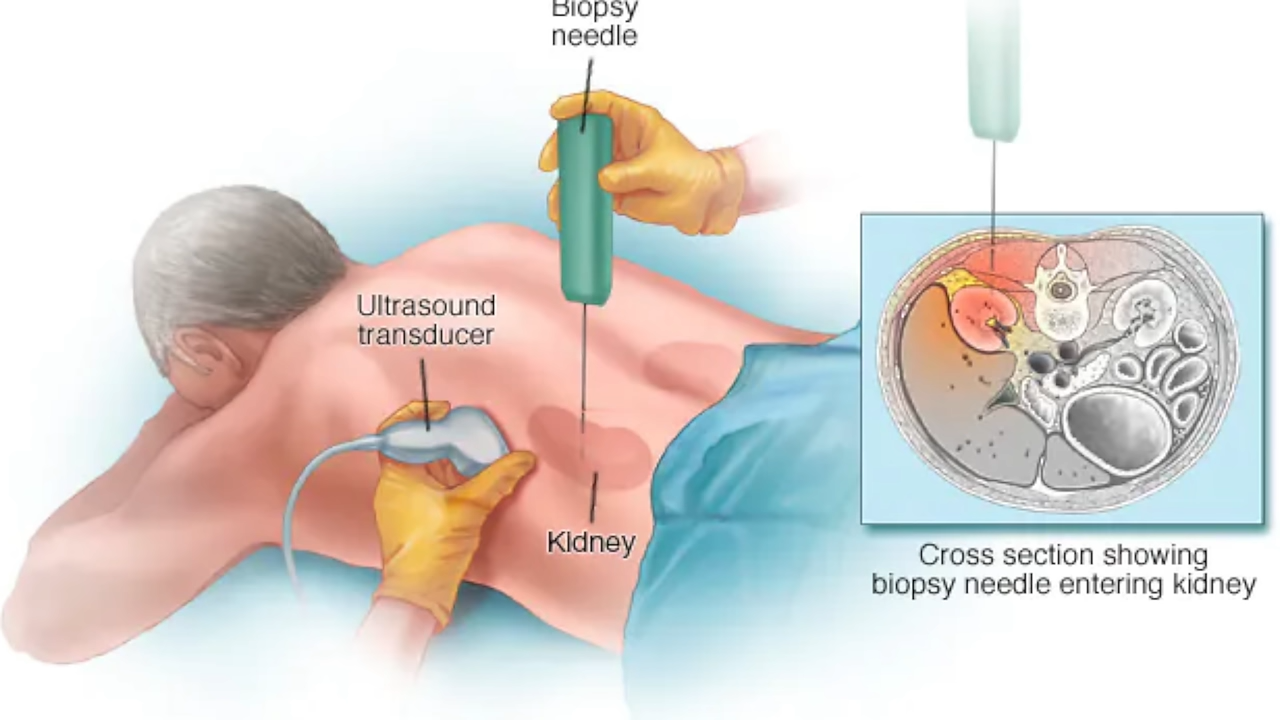 Biopsy
needle
Ultrasound
transducer
Kidney
Cross section showing
biopsy needle entering kidney